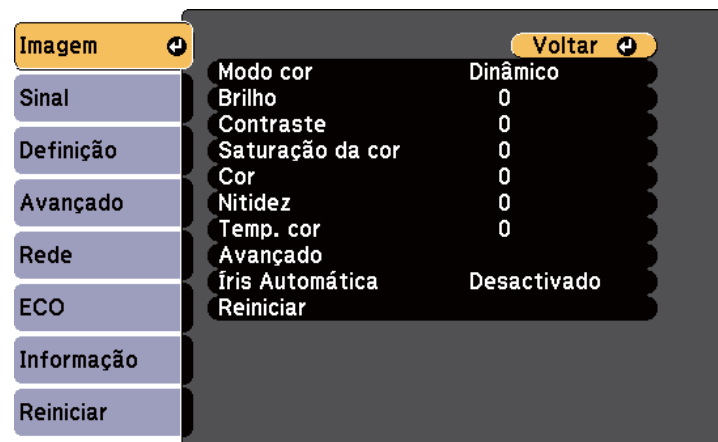 Imagem
Sinal
Definição
Avançado
Rede
ECO
Informação
Reiniciar
Voltar
Modo cor Dinâmico
Brilho 0
Contraste 0
Saturação da cor 0
Cor 0
Nitidez 0
Temp. cor 0
Avançado
Íris Automática Desactivado
Reiniciar